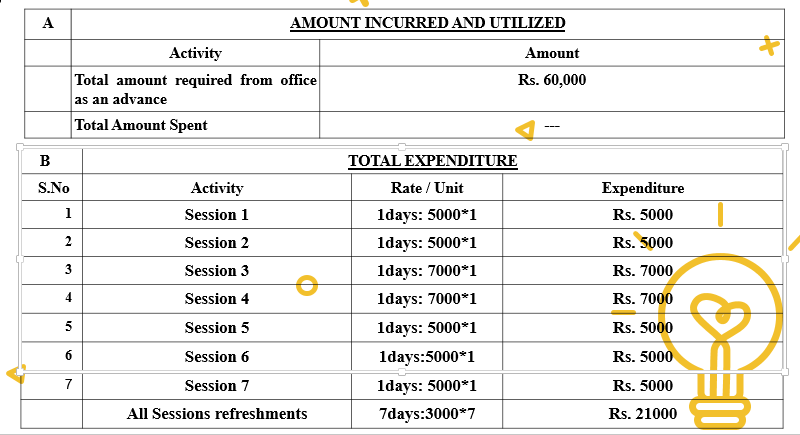 A AMOUNT INCURRED AND UTILIZED
Activity Amount
Total amount required from office Rs. 60,000
as an advance
Total Amount Spent ---
B TOTAL EXPENDITURE
S.No Activity Rate / Unit Expenditure
1 Session 1 1days: 5000*1 Rs. 5000
2 Session 2 1days: 5000*1 Rs. 5000
3 Session 3 1days: 7000*1 Rs. 7000
4 Session 4 1days: 7000*1 Rs. 7000
5 Session 5 1days: 5000*1 Rs. 5000
6 Session 6 1days:5000*1 Rs. 5000
7 Session 7 1days: 5000*1 Rs. 5000
All Sessions refreshments 7days:3000*7 Rs. 21000